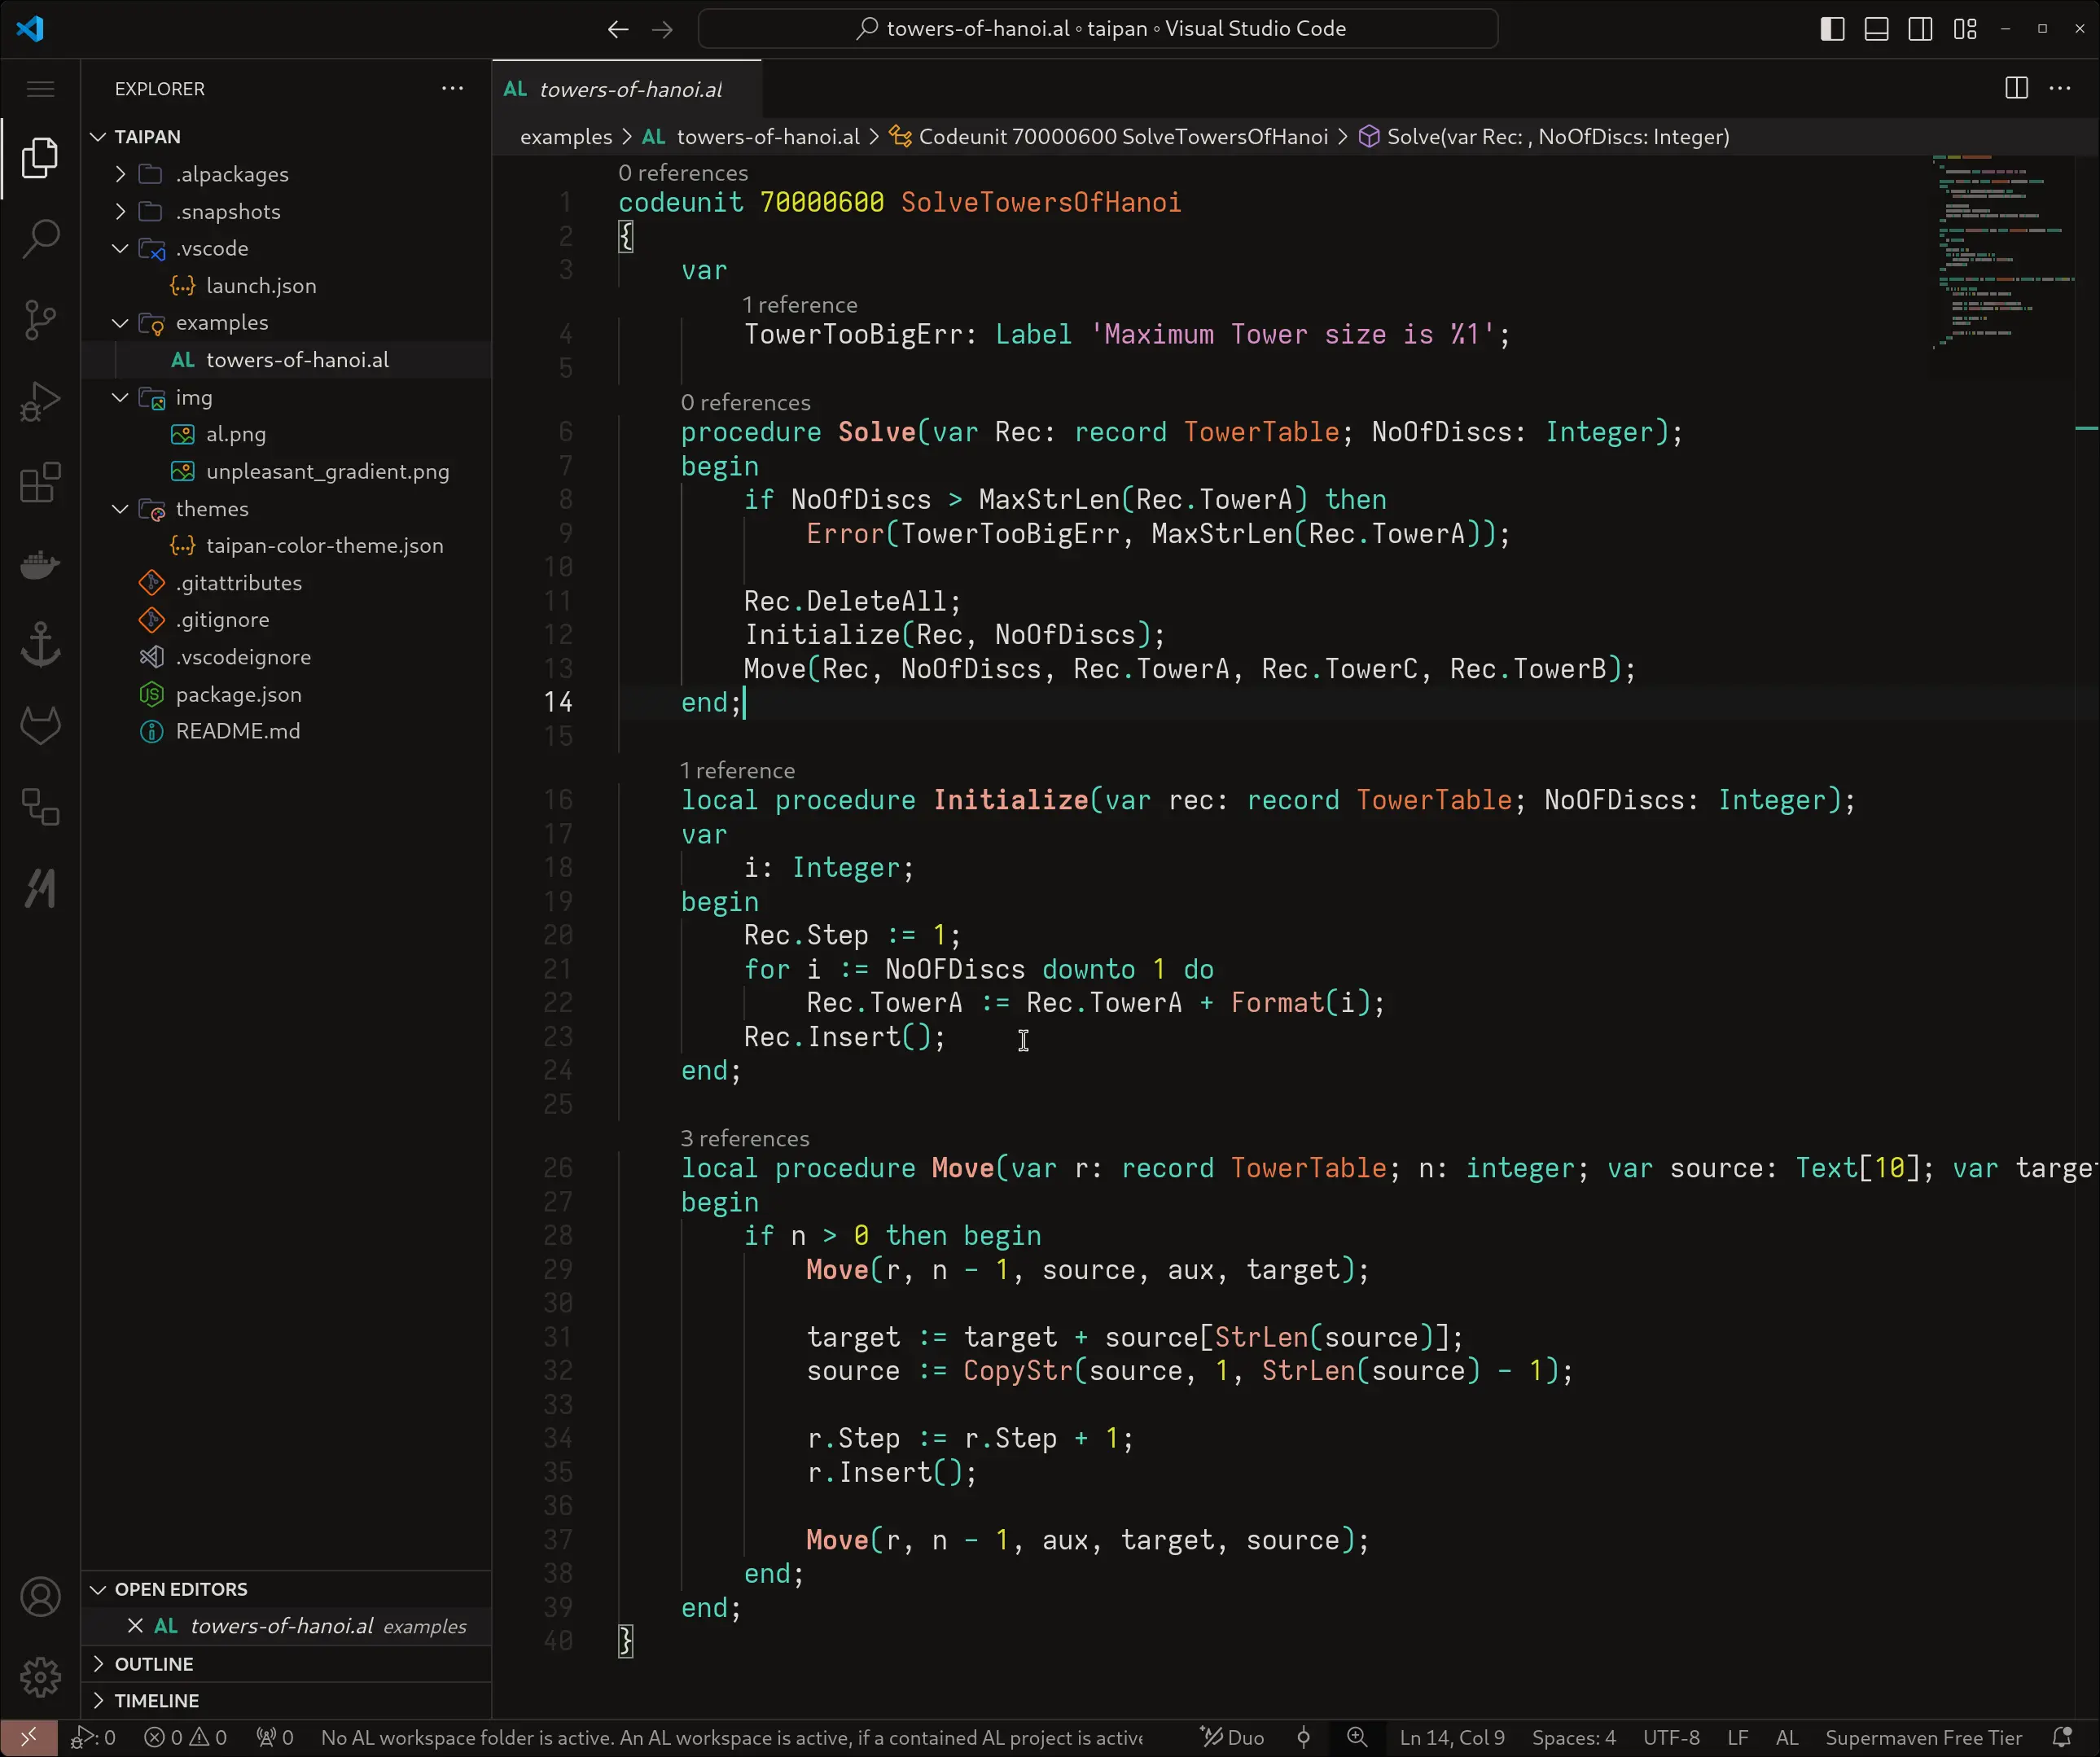 towers-of-hanoi.al ◦ taipan ◦ Visual Studio Code
EXPLORER
TAIPAN
.alpackages
.snapshots
.vscode
launch.json
examples
AL towers-of-hanoi.al
img
al.png
unpleasant_gradient.png
themes
taipan-color-theme.json
.gitattributes
.gitignore
.vscodeignore
package.json
README.md
OPEN EDITORS
AL towers-of-hanoi.al examples
OUTLINE
TIMELINE
AL towers-of-hanoi.al
examples > AL towers-of-hanoi.al > Codeunit 70000600 SolveTowersOfHanoi > Solve(var Rec: , NoOfDiscs: Integer)
0 references
1 codeunit 70000600 SolveTowersOfHanoi
2 {
3 var
1 reference
4 TowerTooBigErr: Label 'Maximum Tower size is %1';
5
0 references
6 procedure Solve(var Rec: record TowerTable; NoOfDiscs: Integer);
7 begin
8 if NoOfDiscs > MaxStrLen(Rec.TowerA) then
9 Error(TowerTooBigErr, MaxStrLen(Rec.TowerA));
10
11 Rec.DeleteAll;
12 Initialize(Rec, NoOfDiscs);
13 Move(Rec, NoOfDiscs, Rec.TowerA, Rec.TowerC, Rec.TowerB);
14 end;
15
1 reference
16 local procedure Initialize(var rec: record TowerTable; NoOFDiscs: Integer);
17 var
18 i: Integer;
19 begin
20 Rec.Step := 1;
21 for i := NoOFDiscs downto 1 do
22 Rec.TowerA := Rec.TowerA + Format(i);
23 Rec.Insert();
24 end;
25
3 references
26 local procedure Move(var r: record TowerTable; n: integer; var source: Text[10]; var targe
27 begin
28 if n > 0 then begin
29 Move(r, n - 1, source, aux, target);
30
31 target := target + source[StrLen(source)];
32 source := CopyStr(source, 1, StrLen(source) - 1);
33
34 r.Step := r.Step + 1;
35 r.Insert();
36
37 Move(r, n - 1, aux, target, source);
38 end;
39 end;
40 }
: 0 0 0 0 No AL workspace folder is active. An AL workspace is active, if a contained AL project is active Duo Ln 14, Col 9 Spaces: 4 UTF-8 LF AL Supermaven Free Tier